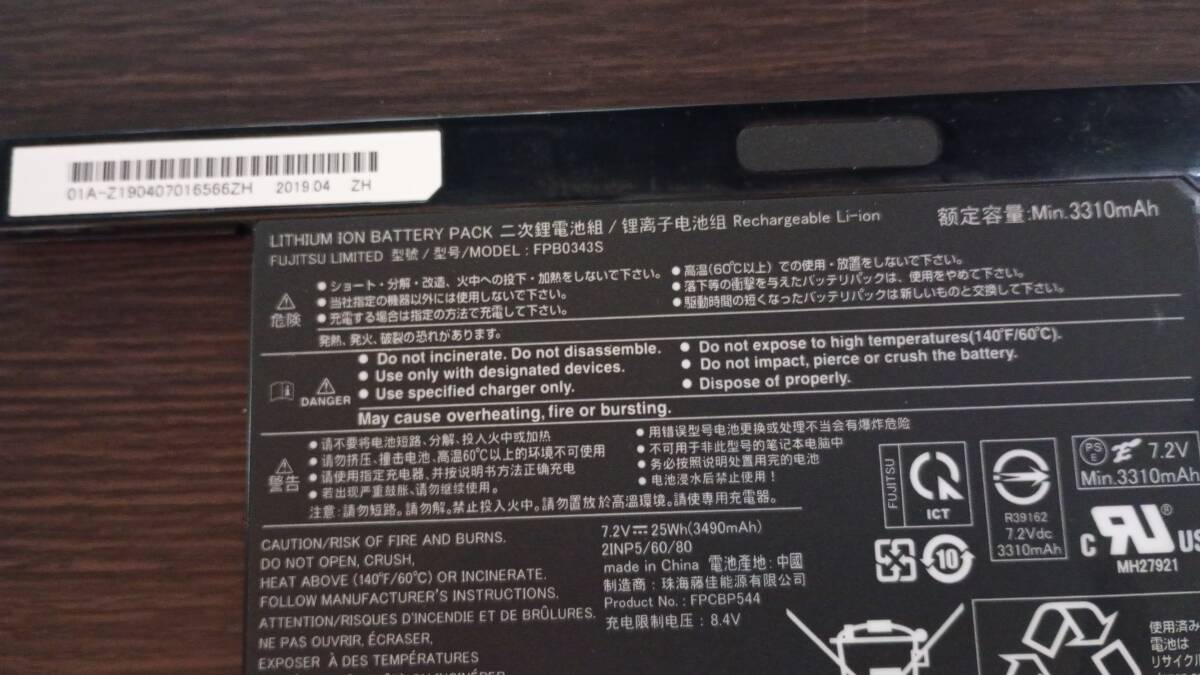 01A-Z190407016566ZH 2019.04 ZH
LITHIUM ION BATTERY PACK 二次鋰電池組 / 锂离子电池组 Rechargeable Li-ion
额定容量:Min.3310mAh
FUJITSU LIMITED 型號 / 型号/MODEL : FPB0343S
危険
●ショート・分解・改造、火中への投下・加熱をしないで下さい。
●当社指定の機器以外には使用しないで下さい。
●充電する場合は指定の方法で充電して下さい。
●高温(60℃以上) での使用・放置をしないで下さい。
●落下等の衝撃を与えたバッテリパックは、使用をやめて下さい。
●駆動時間の短くなったバッテリパックは新しいものと交換して下さい。
発熱、発火、破裂の恐れがあります。
DANGER
● Do not incinerate. Do not disassemble.
● Use only with designated devices.
● Use specified charger only.
● Do not expose to high temperatures(140°F/60°C).
● Do not impact, pierce or crush the battery.
● Dispose of properly.
May cause overheating, fire or bursting.
警告
●请不要将电池短路、分解、投入火中或加热
●请勿挤压、撞击电池、高温60℃以上的环境不可使用
●请使用指定充电器、并按说明书方法正确充电
●若出现严重鼓胀、请勿继续使用。
●用错误型号电池更换或处理不当会有爆炸危险
●不可用于非此型号的笔记本电脑中
●务必按照说明处置用完的电池
●电池浸水后禁止使用!
注意:請勿短路。請勿解。禁止投入火中。請勿置放於高溫環境。請使專用充電器。
CAUTION/RISK OF FIRE AND BURNS.
DO NOT OPEN, CRUSH,
HEAT ABOVE (140°F/60°C) OR INCINERATE.
FOLLOW MANUFACTURER'S INSTRUCTIONS.
ATTENTION/RISQUES D'INCENDIE ET DE BRÛLURES.
NE PAS OUVRIR, ÉCRASER,
EXPOSER À DES TEMPÉRATURES
7.2V⎓25Wh(3490mAh)
2INP5/60/80
made in China 電池產地: 中國
制造商 : 珠海藤佳能源有限公司
Product No. : FPCBP544
充电限制电压 : 8.4V
FUJITSU
ICT
R39162
7.2Vdc
3310mAh
PS
E
7.2V
Min.3310mAh
10
c RU ® us
MH27921
使用済み
電池は
リサイクル